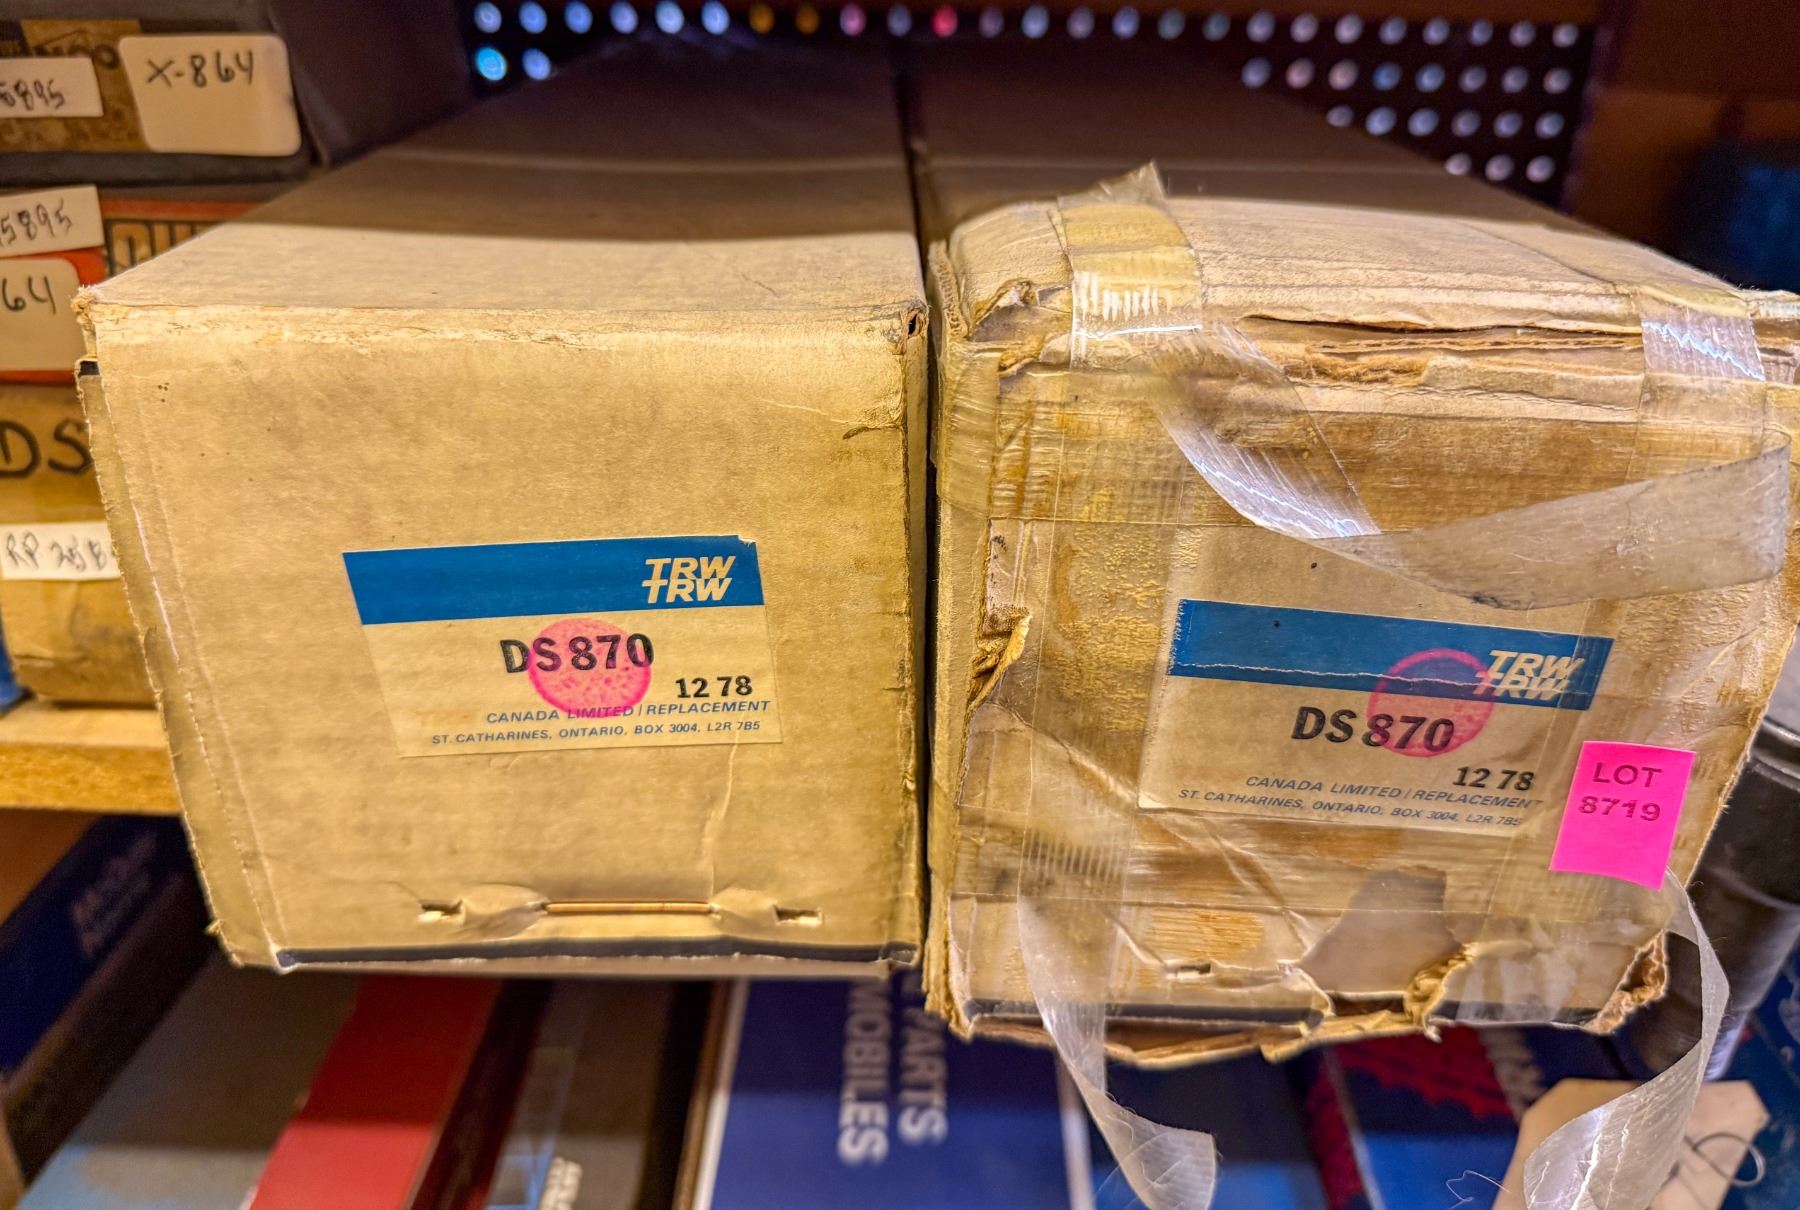 X-864
5895
5895
64
DS
RP 258
TRW
TRW
DS 870
12 78
CANADA LIMITED / REPLACEMENT
ST. CATHARINES, ONTARIO, BOX 3004, L2R 7B5
TRW
TRW
DS 870
12 78
CANADA LIMITED / REPLACEMENT
ST. CATHARINES, ONTARIO, BOX 3004, L2R 7B5
LOT
8719
PARTS
MOBILES